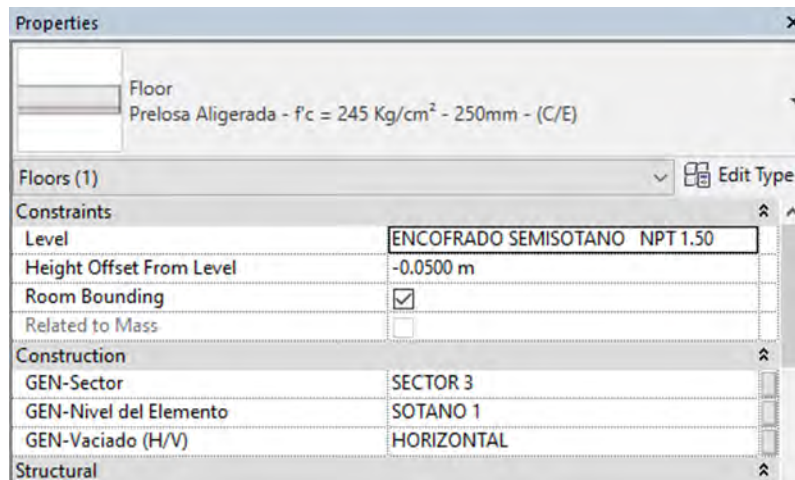 Properties
Floor
Prelosa Aligerada - f'c = 245 Kg/cm² - 250mm - (C/E)
Floors (1) Edit Type
Constraints
Level ENCOFRADO SEMISOTANO NPT 1.50
Height Offset From Level -0.0500 m
Room Bounding
Related to Mass
Construction
GEN-Sector SECTOR 3
GEN-Nivel del Elemento SOTANO 1
GEN-Vaciado (H/V) HORIZONTAL
Structural